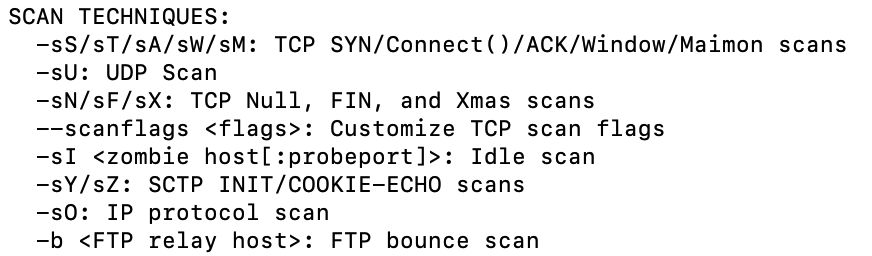 SCAN TECHNIQUES:
-sS/sT/sA/sW/sM: TCP SYN/Connect()/ACK/Window/Maimon scans
-sU: UDP Scan
-sN/sF/sX: TCP Null, FIN, and Xmas scans
--scanflags <flags>: Customize TCP scan flags
-sI <zombie host[:probeport]>: Idle scan
-sY/sZ: SCTP INIT/COOKIE-ECHO scans
-sO: IP protocol scan
-b <FTP relay host>: FTP bounce scan